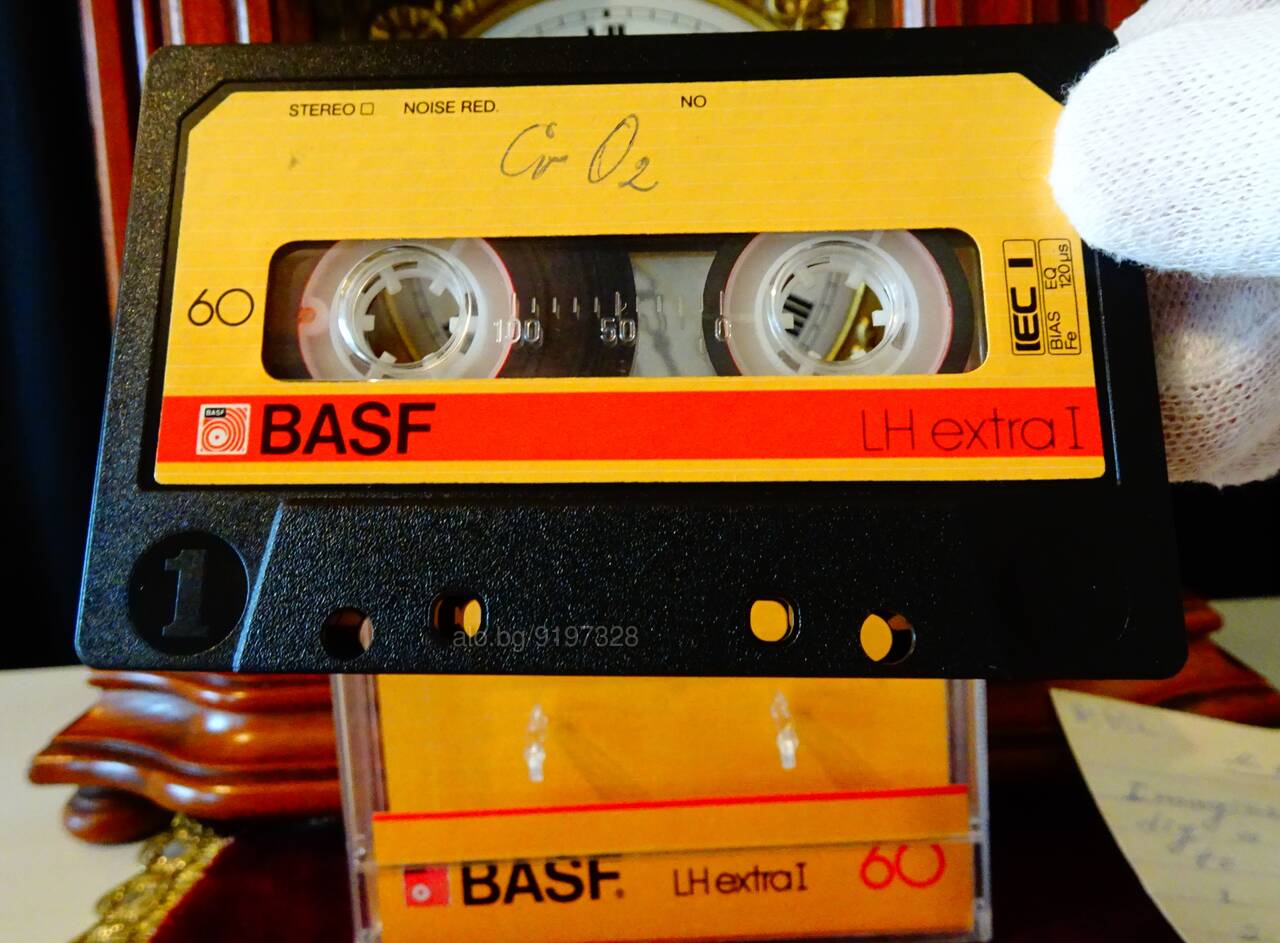 STEREO □ NOISE RED. NO
Cr O2
60
100 50 0
IEC I
BIAS EQ
Fe 120µs
BASF
BASF LH extra I
1
alo.bg/9197328
BASF LH extra I 60